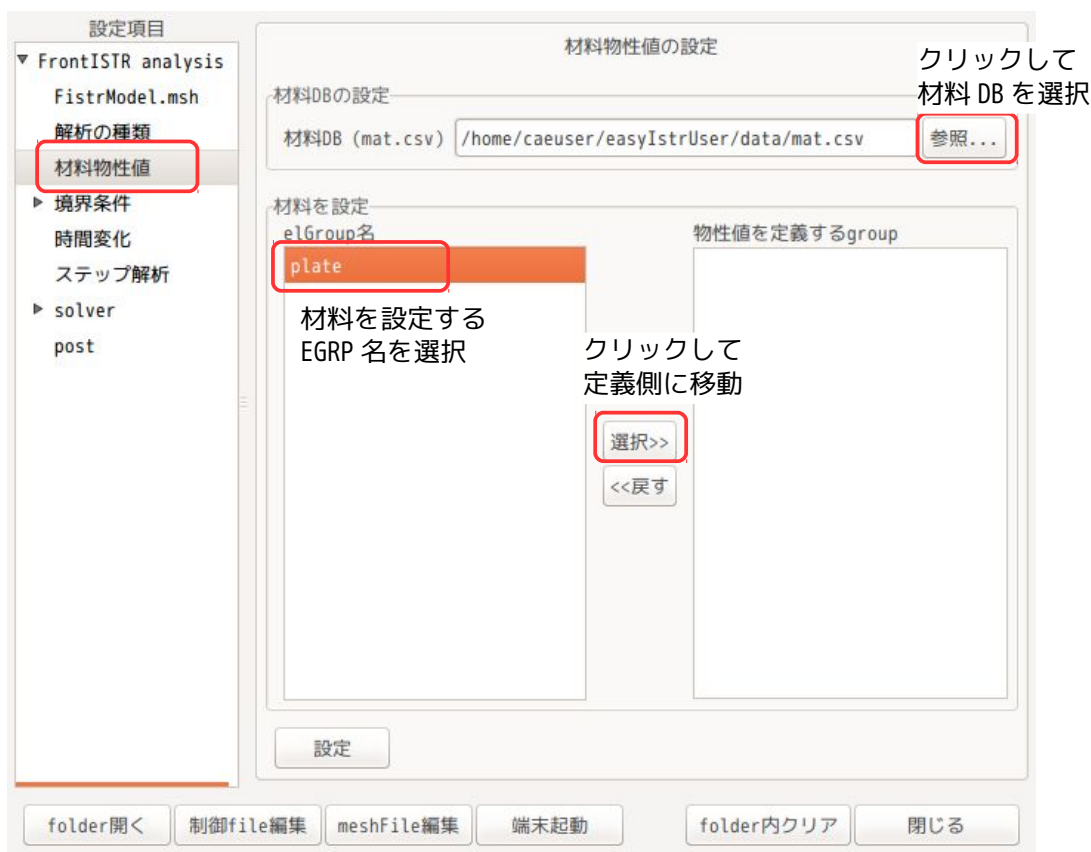 設定項目
▼ FrontISTR analysis
FistrModel.msh
解析の種類
材料物性値
▶ 境界条件
時間変化
ステップ解析
▶ solver
post
材料物性値の設定
クリックして
材料 DB を選択
材料DBの設定
材料DB (mat.csv) /home/caeuser/easyIstrUser/data/mat.csv 参照...
材料を設定
elGroup名
plate
材料を設定する
EGRP 名を選択
物性値を定義するgroup
クリックして
定義側に移動
選択>>
<<戻す
設定
folder開く 制御file編集 meshFile編集 端末起動 folder内クリア 閉じる